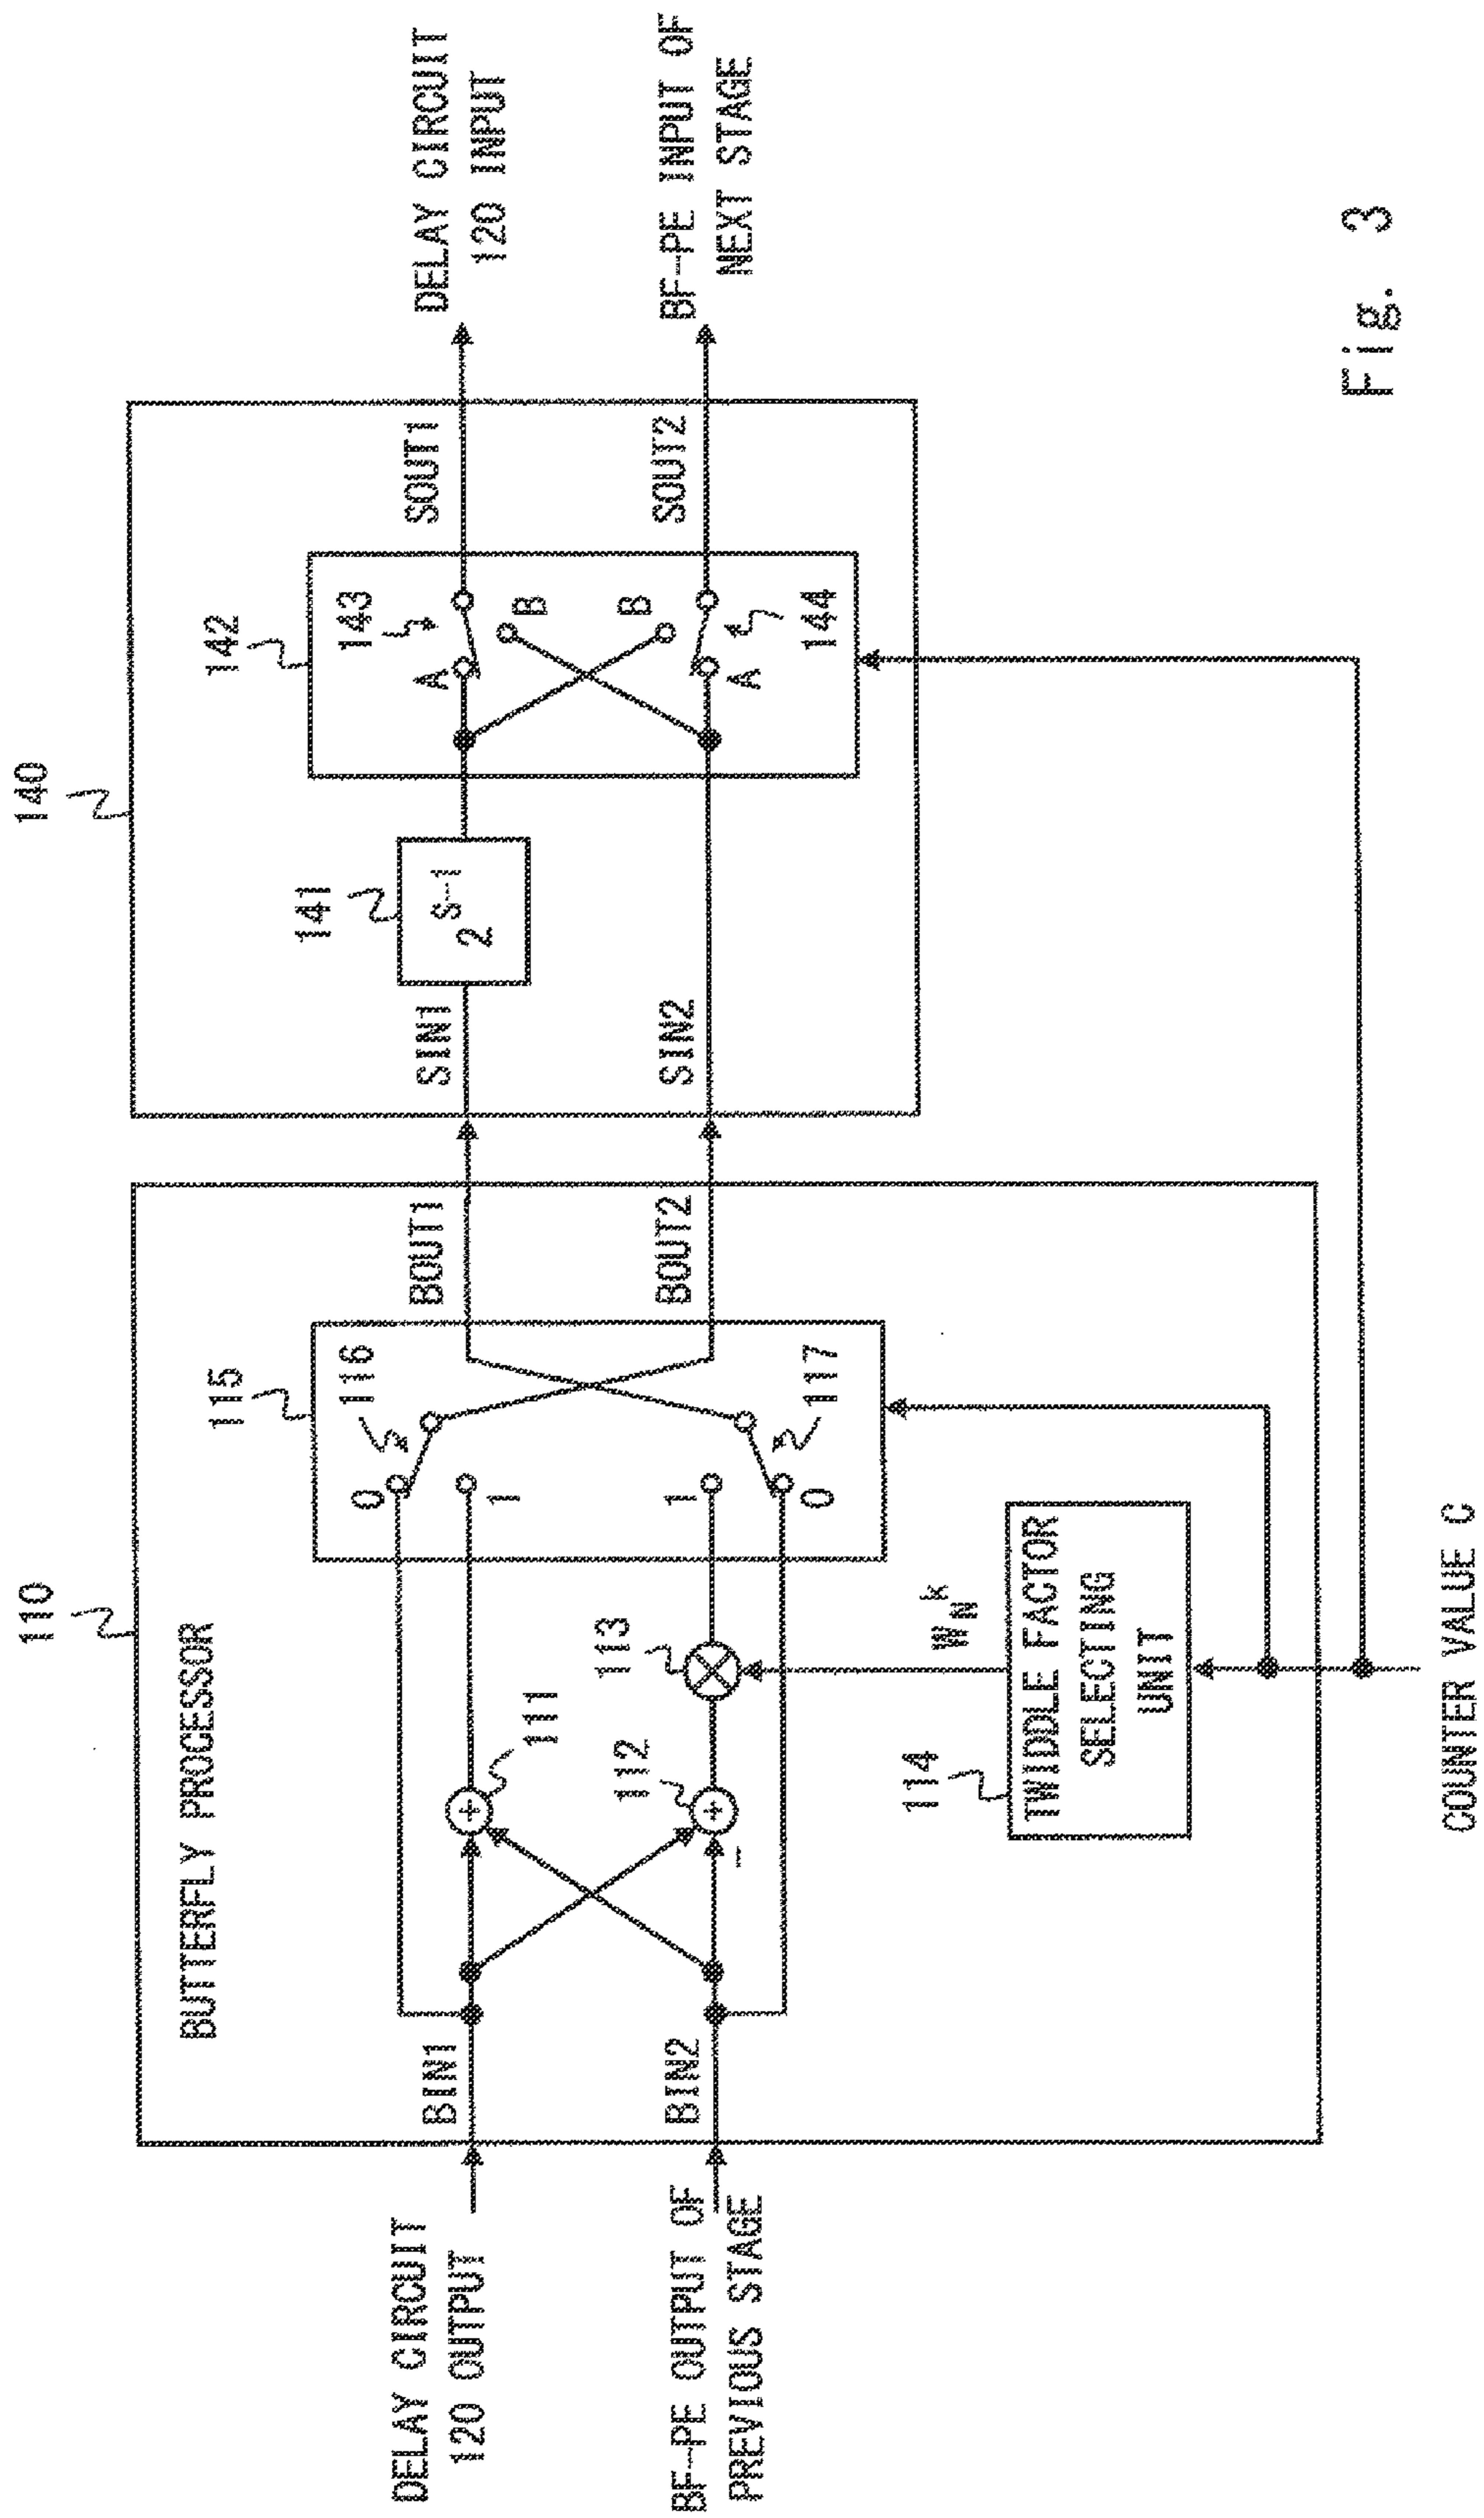 110
BUTTERFLY PROCESSOR
DELAY CIRCUIT
120 OUTPUT
BIN1
BF-PE OUTPUT OF
PREVIOUS STAGE
BIN2
111
112
113
W_N^k
114
TWIDDLE FACTOR
SELECTING
UNIT
COUNTER VALUE C
115
0
116
1
1
117
0
BOUT1
BOUT2
140
SIN1
SIN2
141
2^{S-1}
142
143
A
B
B
A
144
SOUT1
SOUT2
DELAY CIRCUIT
120 INPUT
BF-PE INPUT OF
NEXT STAGE
Fig. 3